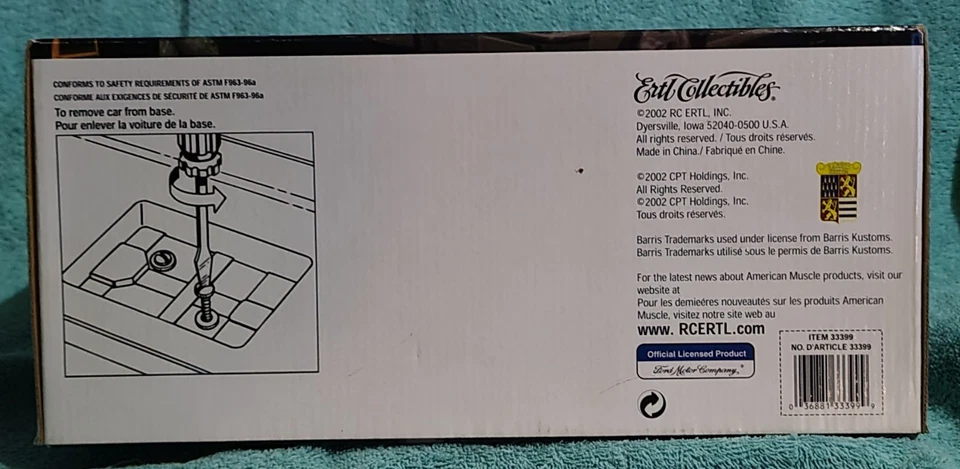 CONFORMS TO SAFETY REQUIREMENTS OF ASTM F963-96a
CONFORME AUX EXIGENCES DE SÉCURITÉ DE ASTM F963-96a
To remove car from base.
Pour enlever la voiture de la base.
Ertl Collectibles®
©2002 RC ERTL, INC.
Dyersville, Iowa 52040-0500 U.S.A.
All rights reserved. / Tous droits réservés.
Made in China./ Fabriqué en Chine.
©2002 CPT Holdings, Inc.
All Rights Reserved.
©2002 CPT Holdings, Inc.
Tous droits réservés.
Barris Trademarks used under license from Barris Kustoms.
Barris Trademarks utilisé sous le permis de Barris Kustoms.
For the latest news about American Muscle products, visit our
website at
Pour les demieéres nouveautés sur les produits American
Muscle, visitez notre site web au
www. RCERTL.com
Official Licensed Product
Ford Motor Company®
ITEM 33399
NO. D'ARTICLE 33399
0 36881 33399 9